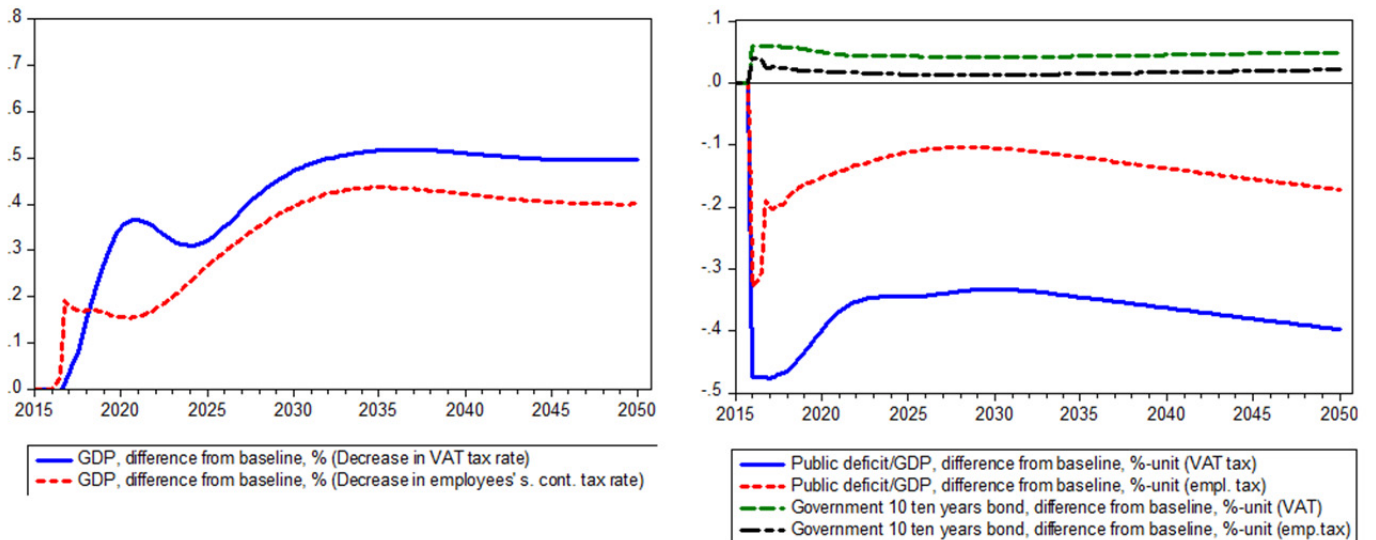 .8
.7
.6
.5
.4
.3
.2
.1
.0
2015 2020 2025 2030 2035 2040 2045 2050
GDP, difference from baseline, % (Decrease in VAT tax rate)
GDP, difference from baseline, % (Decrease in employees' s. cont. tax rate)
.1
.0
-.1
-.2
-.3
-.4
-.5
2015 2020 2025 2030 2035 2040 2045 2050
Public deficit/GDP, difference from baseline, %-unit (VAT tax)
Public deficit/GDP, difference from baseline, %-unit (empl. tax)
Government 10 ten years bond, difference from baseline, %-unit (VAT)
Government 10 ten years bond, difference from baseline, %-unit (emp.tax)